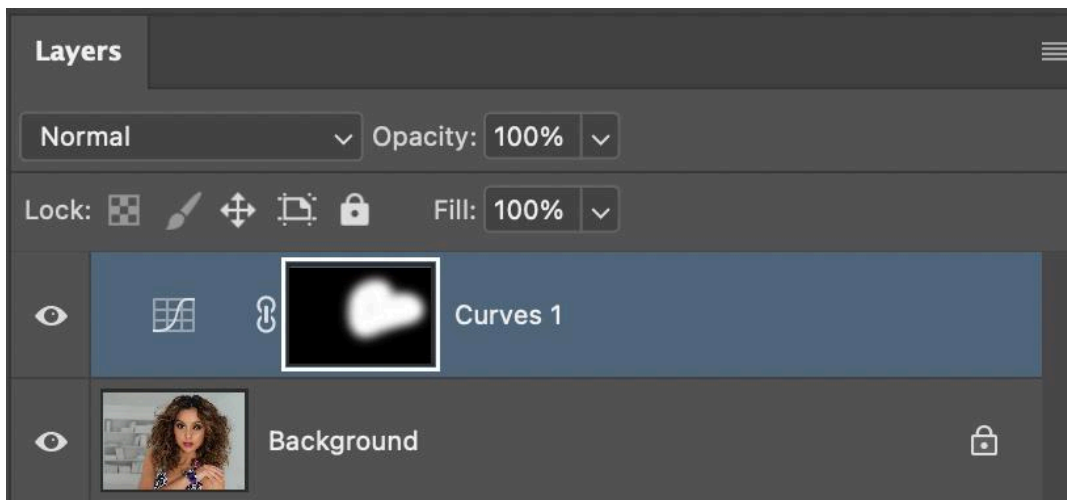 Layers
Normal Opacity: 100%
Lock: Fill: 100%
Curves 1
Background